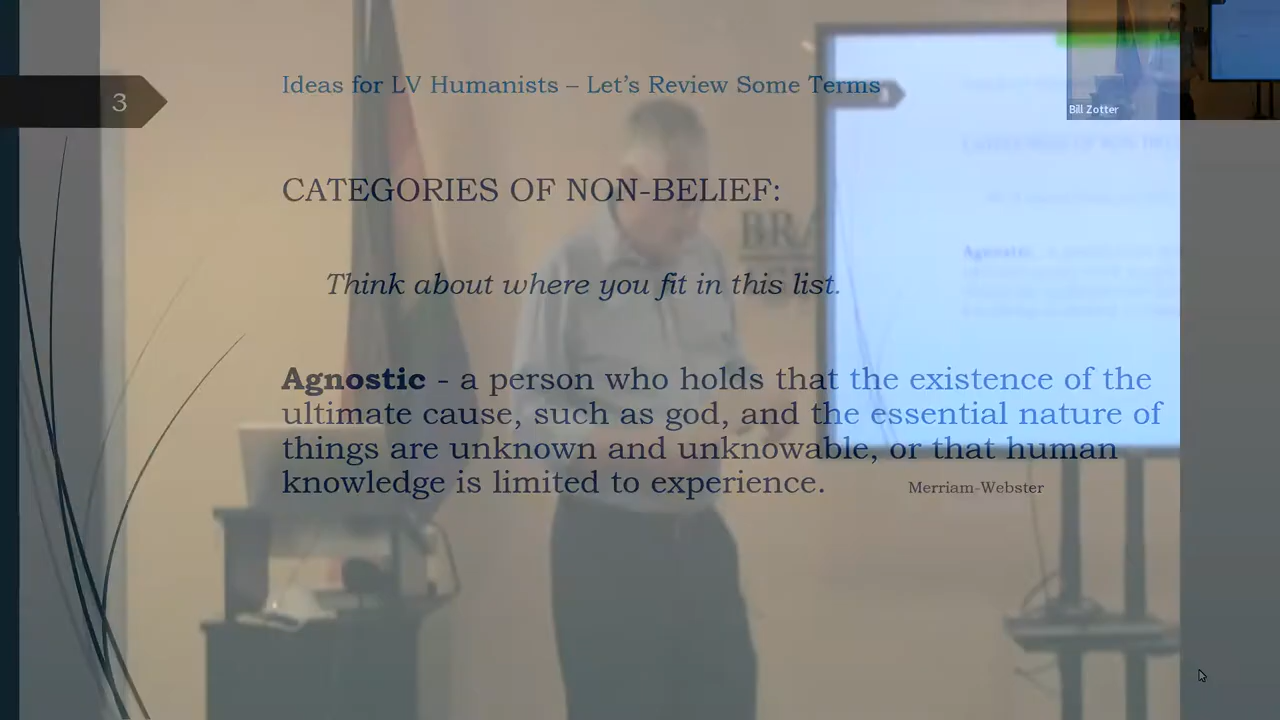 3
Ideas for LV Humanists – Let's Review Some Terms
Bill Zotter
CATEGORIES OF NON-BELIEF:
BRA
Think about where you fit in this list.
Agnostic - a person who holds that the existence of the
ultimate cause, such as god, and the essential nature of
things are unknown and unknowable, or that human
knowledge is limited to experience.
Merriam-Webster